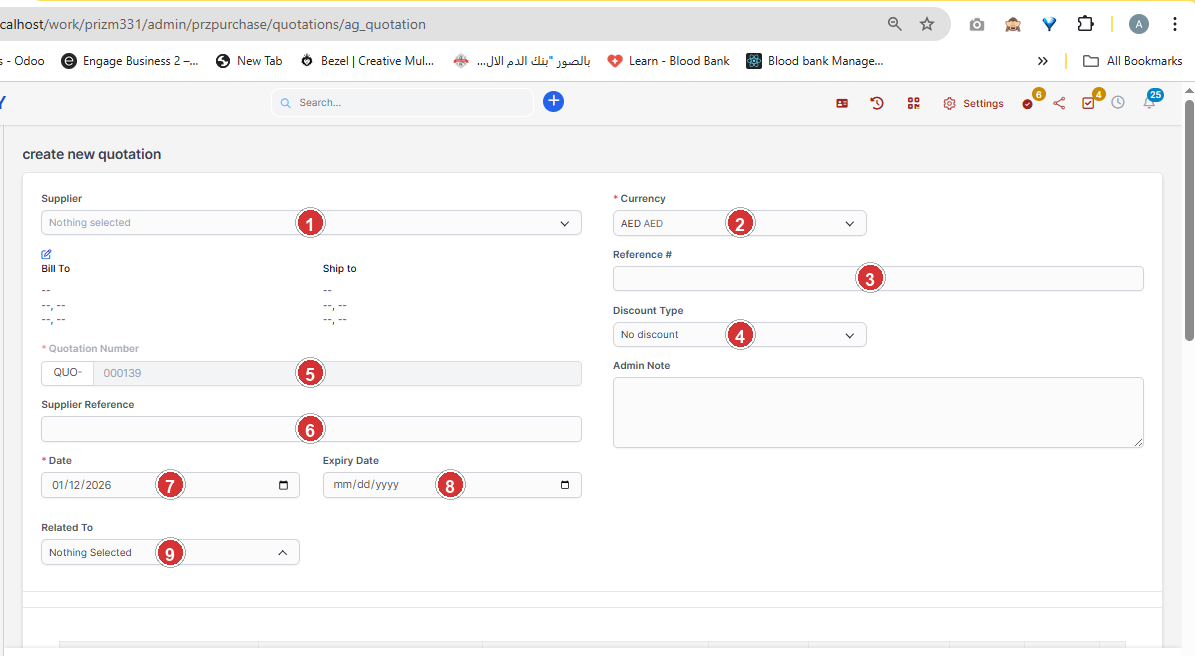 calhost/work/prizm331/admin/przpurchase/quotations/ag_quotation
A
s - Odoo
Engage Business 2 –...
New Tab
Bezel | Creative Mul...
بالصور "بنك الدم الال...
Learn - Blood Bank
Blood bank Manage...
All Bookmarks
Y
Search...
Settings
6
4
25
create new quotation
Supplier
Nothing selected
1
* Currency
AED AED
2
Bill To
Ship to
--
--, --
--, --
--
--, --
--, --
Reference #
3
Discount Type
No discount
4
* Quotation Number
QUO-
000139
5
Admin Note
Supplier Reference
6
* Date
01/12/2026
7
Expiry Date
mm/dd/yyyy
8
Related To
Nothing Selected
9